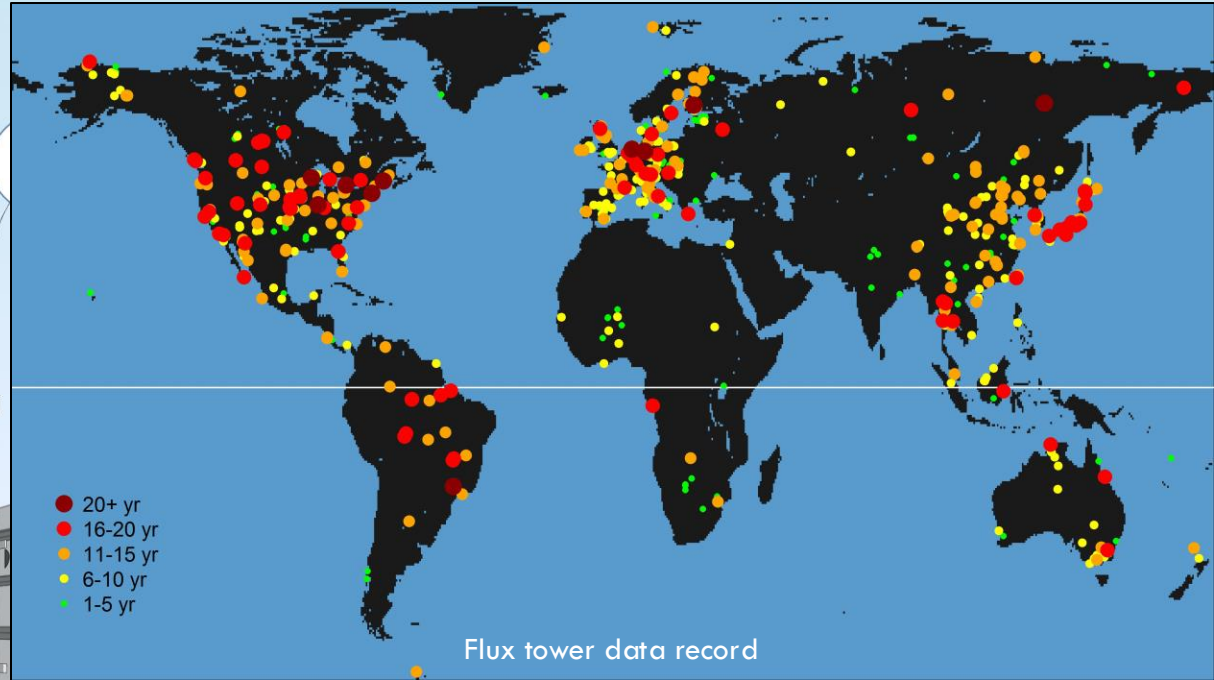 20+ yr
16-20 yr
11-15 yr
6-10 yr
1-5 yr
Flux tower data record